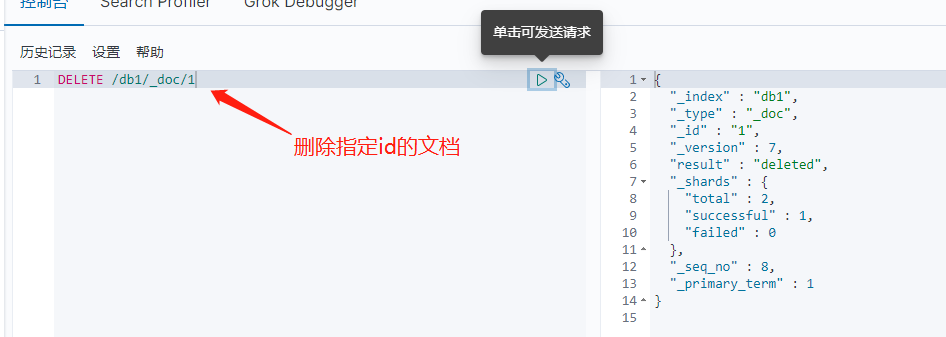 控制台 Search Profiler Grok Debugger
单击可发送请求
历史记录 设置 帮助
1 DELETE /db1/_doc/1
删除指定id的文档
1 {
2 "_index" : "db1",
3 "_type" : "_doc",
4 "_id" : "1",
5 "_version" : 7,
6 "result" : "deleted",
7 "_shards" : {
8 "total" : 2,
9 "successful" : 1,
10 "failed" : 0
11 },
12 "_seq_no" : 8,
13 "_primary_term" : 1
14 }
15